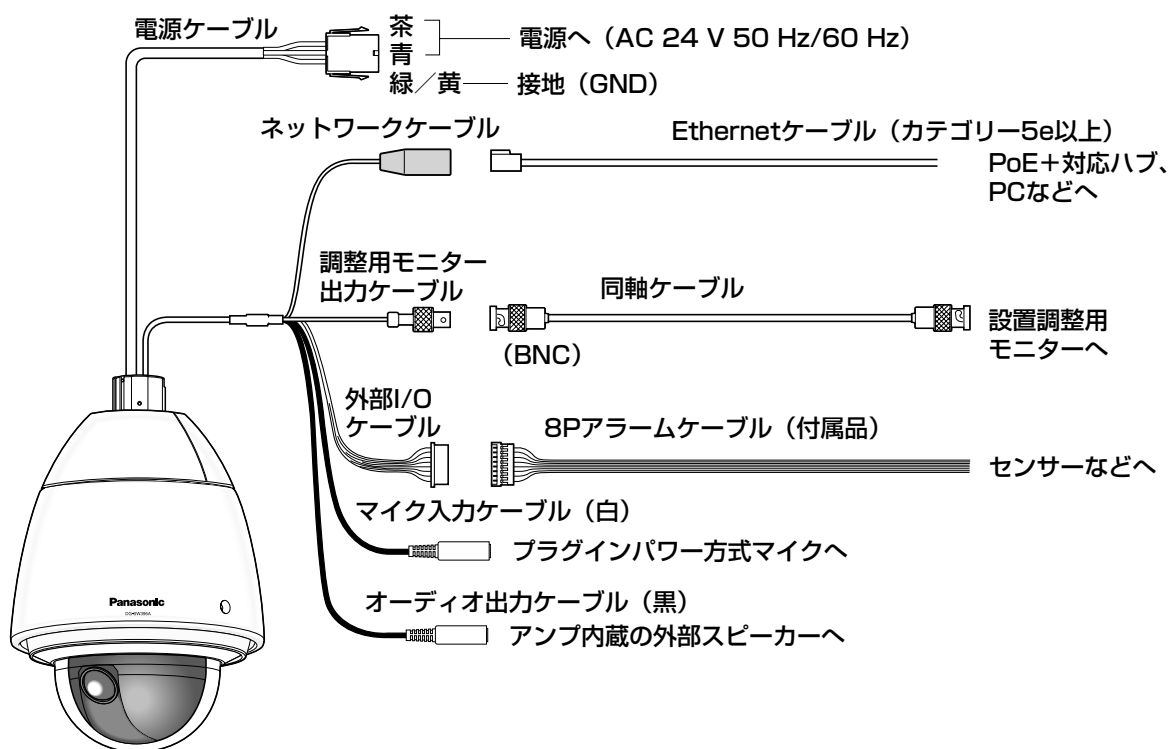 電源ケーブル
茶
青
電源へ（AC 24 V 50 Hz/60 Hz）
緑／黄
接地（GND）
ネットワークケーブル
Ethernetケーブル（カテゴリー5e以上）
PoE＋対応ハブ、
PCなどへ
調整用モニター
出力ケーブル
同軸ケーブル
（BNC）
設置調整用
モニターへ
外部I/O
ケーブル
8Pアラームケーブル（付属品）
センサーなどへ
マイク入力ケーブル（白）
プラグインパワー方式マイクへ
オーディオ出力ケーブル（黒）
アンプ内蔵の外部スピーカーへ
Panasonic